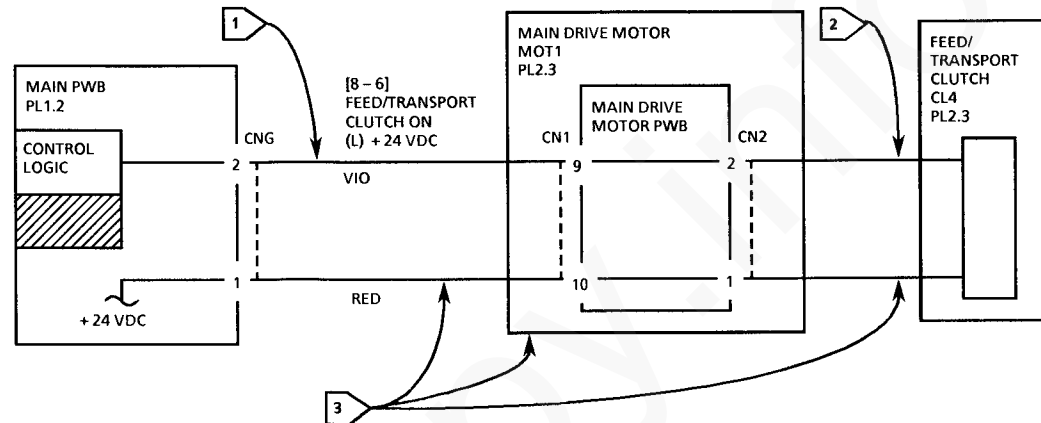 1
2
MAIN DRIVE MOTOR
MOT1
PL2.3
FEED/
TRANSPORT
CLUTCH
CL4
PL2.3
MAIN PWB
PL1.2
[8 – 6]
FEED/TRANSPORT
CLUTCH ON
(L) + 24 VDC
MAIN DRIVE
MOTOR PWB
CONTROL
LOGIC
CNG
CN1
CN2
2
VIO
9
2
1
RED
10
1
+ 24 VDC
3